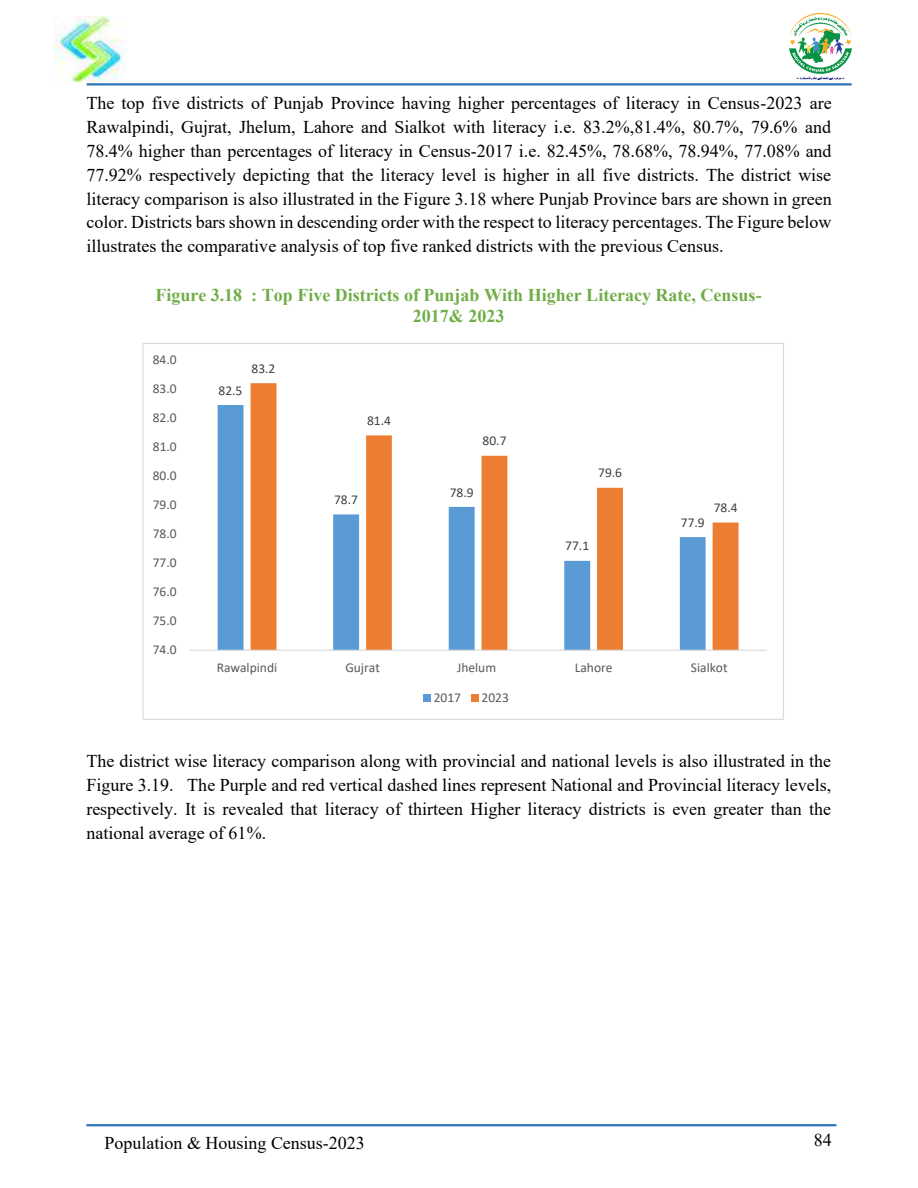 The top five districts of Punjab Province having higher percentages of literacy in Census-2023 are
Rawalpindi, Gujrat, Jhelum, Lahore and Sialkot with literacy i.e. 83.2%,81.4%, 80.7%, 79.6% and
78.4% higher than percentages of literacy in Census-2017 i.e. 82.45%, 78.68%, 78.94%, 77.08% and
77.92% respectively depicting that the literacy level is higher in all five districts. The district wise
literacy comparison is also illustrated in the Figure 3.18 where Punjab Province bars are shown in green
color. Districts bars shown in descending order with the respect to literacy percentages. The Figure below
illustrates the comparative analysis of top five ranked districts with the previous Census.
Figure 3.18 : Top Five Districts of Punjab With Higher Literacy Rate, Census-
2017& 2023
84.0
83.0
82.0
81.0
80.0
79.0
78.0
77.0
76.0
75.0
74.0
82.5
83.2
78.7
81.4
78.9
80.7
77.1
79.6
77.9
78.4
Rawalpindi
Gujrat
Jhelum
Lahore
Sialkot
2017 2023
The district wise literacy comparison along with provincial and national levels is also illustrated in the
Figure 3.19. The Purple and red vertical dashed lines represent National and Provincial literacy levels,
respectively. It is revealed that literacy of thirteen Higher literacy districts is even greater than the
national average of 61%.
Population & Housing Census-2023
84